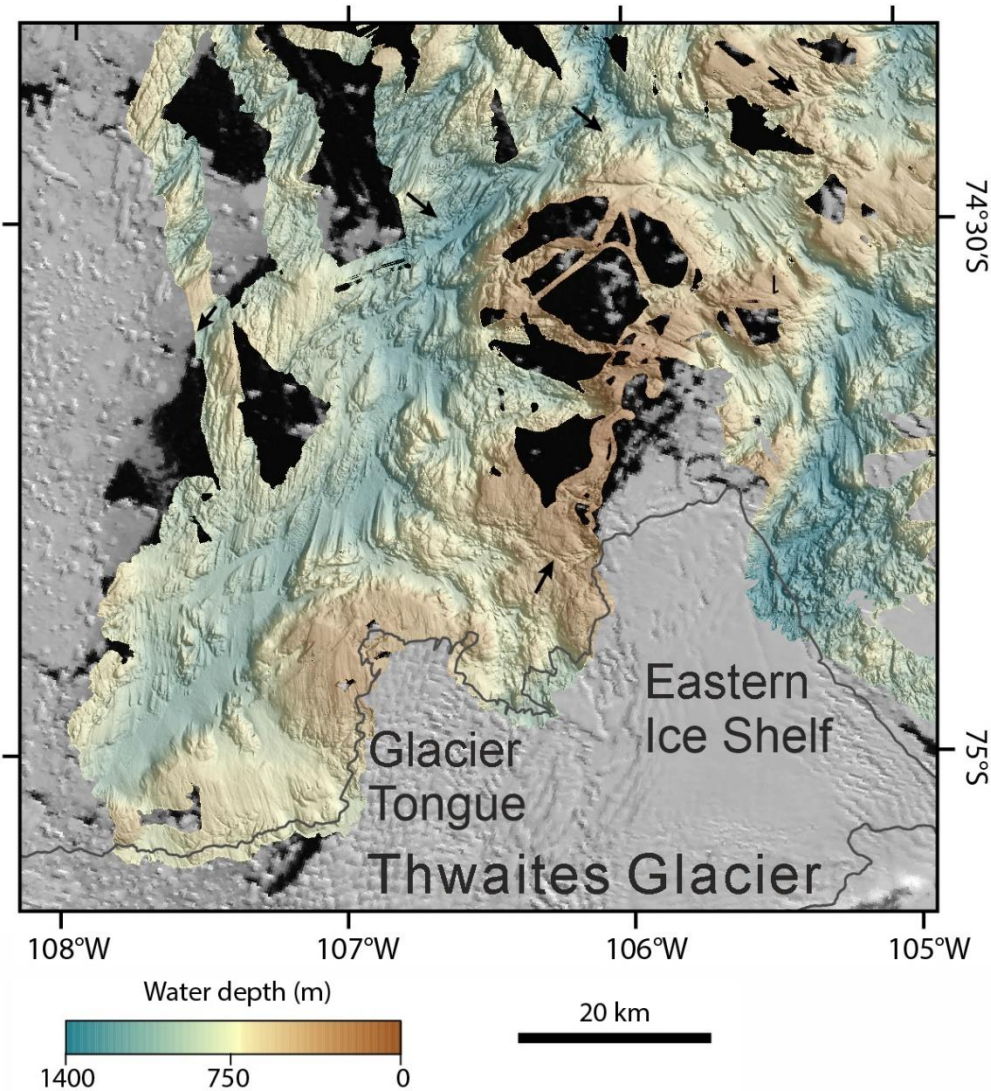 74°30'S
Eastern
Ice Shelf
75°S
Glacier
Tongue
Thwaites Glacier
108°W 107°W 106°W 105°W
Water depth (m)
20 km
1400 750 0